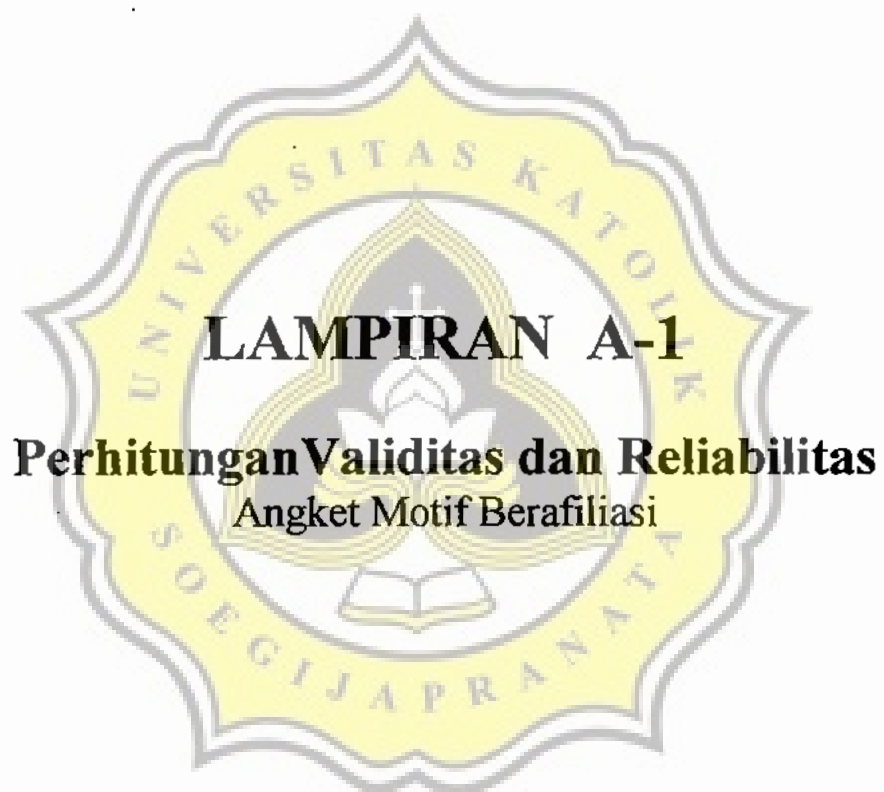 UNIVERSITAS KATOLIK
LAMPIRAN A-1
PerhitunganValiditas dan Reliabilitas
Angket Motif Berafiliasi
SOEGIJAPRANATA